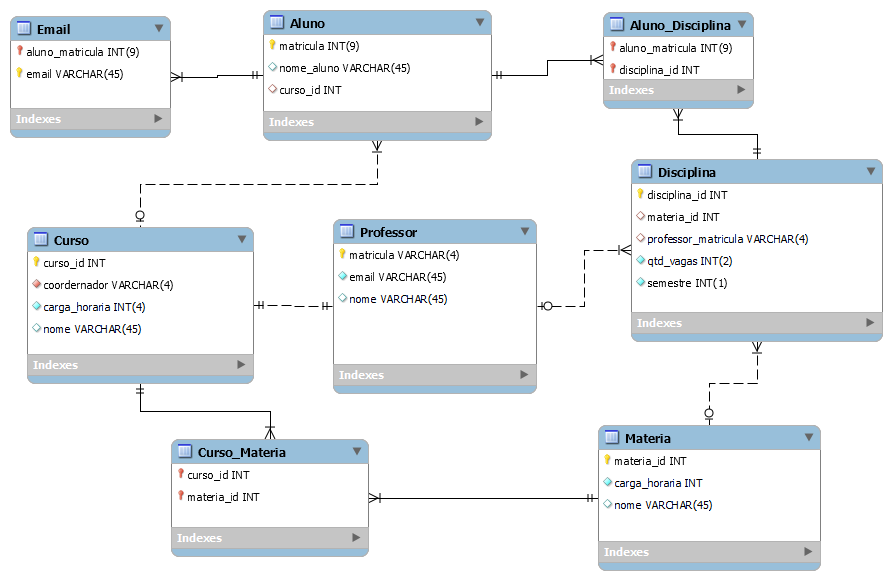 Email
aluno_matricula INT(9)
email VARCHAR(45)
Indexes
Aluno
matricula INT(9)
nome_aluno VARCHAR(45)
curso_id INT
Indexes
Aluno_Disciplina
aluno_matricula INT(9)
disciplina_id INT
Indexes
Disciplina
disciplina_id INT
materia_id INT
professor_matricula VARCHAR(4)
qtd_vagas INT(2)
semestre INT(1)
Indexes
Curso
curso_id INT
coordernador VARCHAR(4)
carga_horaria INT(4)
nome VARCHAR(45)
Indexes
Professor
matricula VARCHAR(4)
email VARCHAR(45)
nome VARCHAR(45)
Indexes
Curso_Materia
curso_id INT
materia_id INT
Indexes
Materia
materia_id INT
carga_horaria INT
nome VARCHAR(45)
Indexes